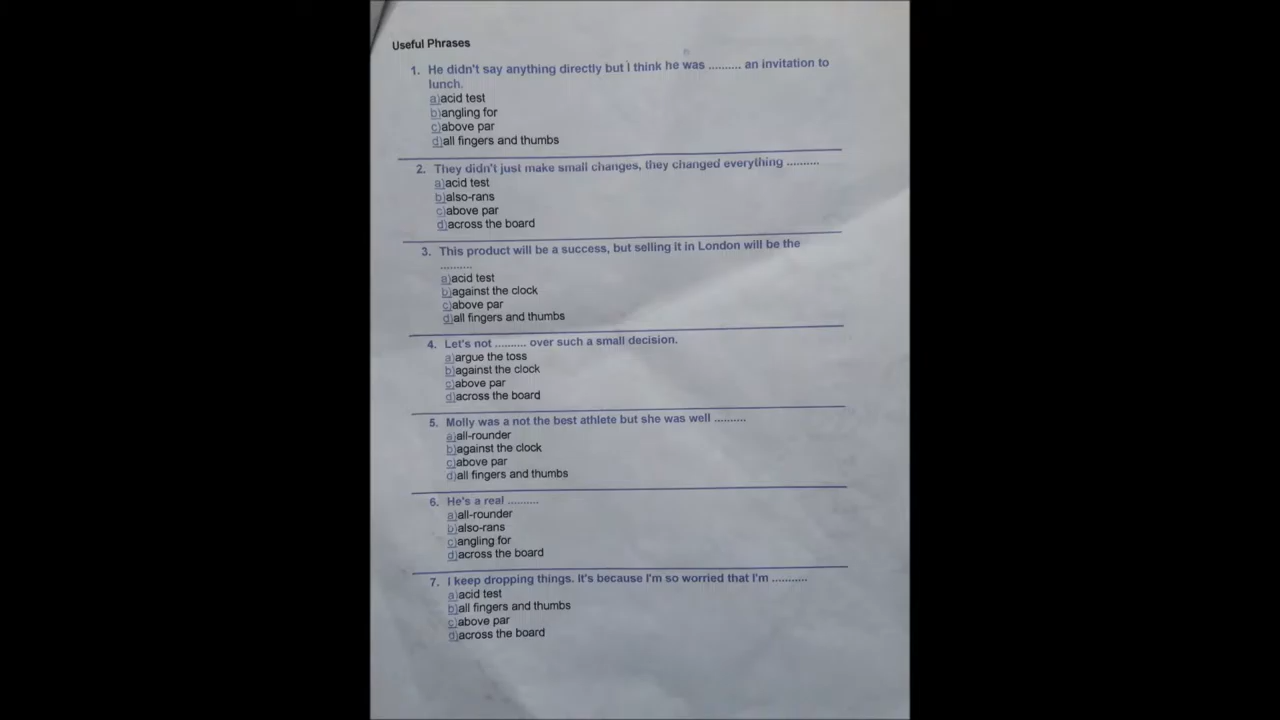 Useful Phrases
1. He didn't say anything directly but I think he was .......... an invitation to
lunch.
a)acid test
b)angling for
c)above par
d)all fingers and thumbs
2. They didn't just make small changes, they changed everything ..........
a)acid test
b)also-rans
c)above par
d)across the board
3. This product will be a success, but selling it in London will be the
..........
a)acid test
b)against the clock
c)above par
d)all fingers and thumbs
4. Let's not .......... over such a small decision.
a)argue the toss
b)against the clock
c)above par
d)across the board
5. Molly was a not the best athlete but she was well ..........
a)all-rounder
b)against the clock
c)above par
d)all fingers and thumbs
6. He's a real ..........
a)all-rounder
b)also-rans
c)angling for
d)across the board
7. I keep dropping things. It's because I'm so worried that I'm ...........
a)acid test
b)all fingers and thumbs
c)above par
d)across the board